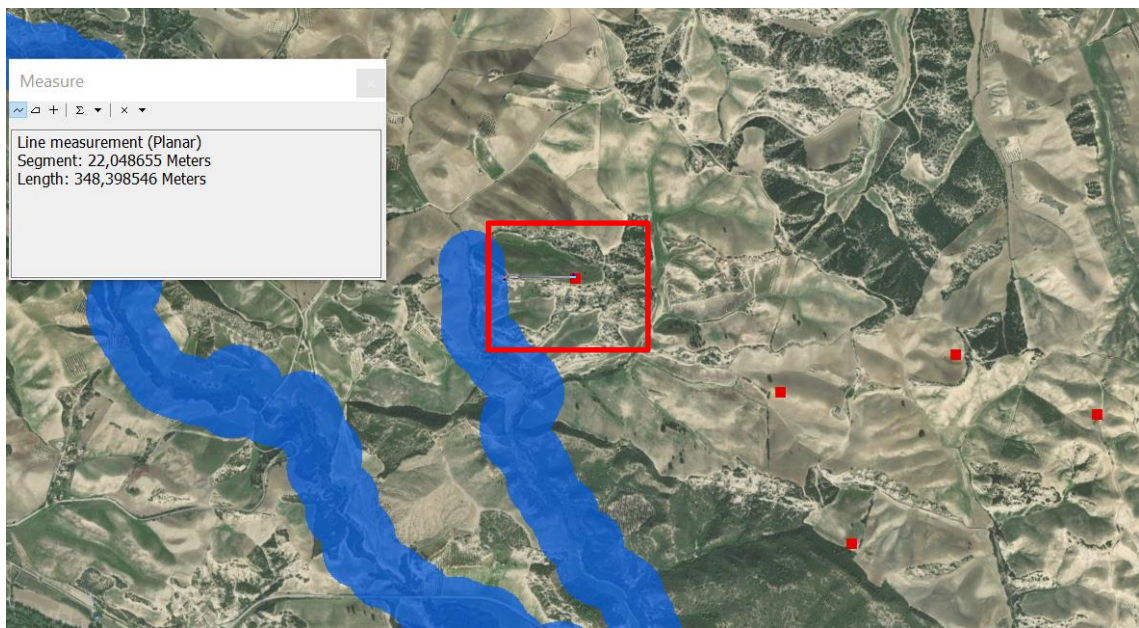 Measure
Line measurement (Planar)
Segment: 22,048655 Meters
Length: 348,398546 Meters